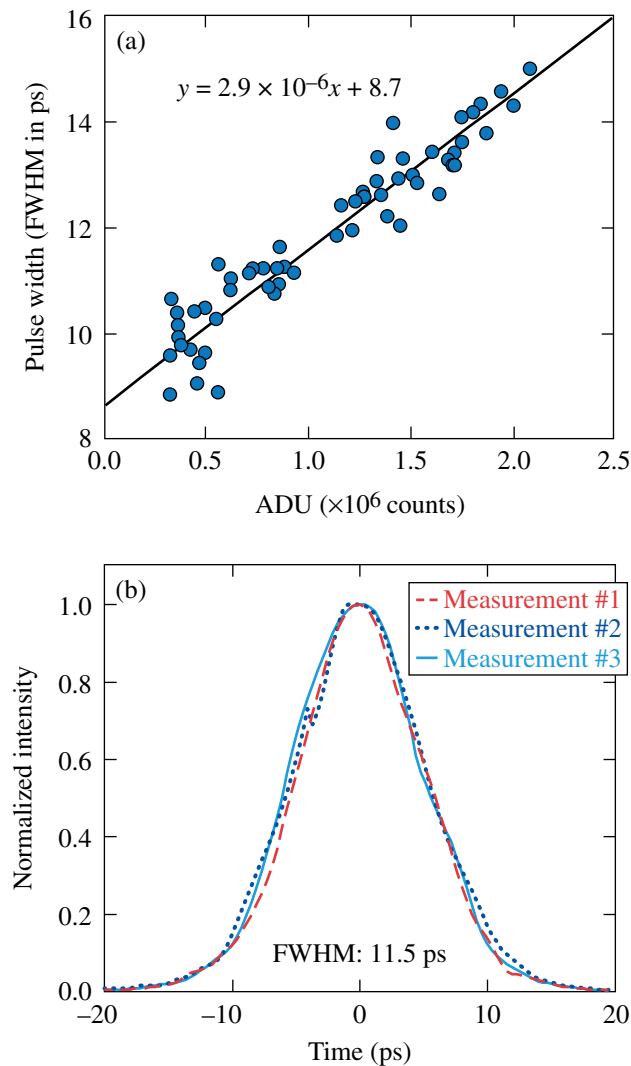 (a)
y = 2.9 × 10⁻⁶x + 8.7
Pulse width (FWHM in ps)
16
14
12
10
8
0.0 0.5 1.0 1.5 2.0 2.5
ADU (×10⁶ counts)
(b)
Measurement #1
Measurement #2
Measurement #3
Normalized intensity
1.0
0.8
0.6
0.4
0.2
0.0
FWHM: 11.5 ps
–20 –10 0 10 20
Time (ps)